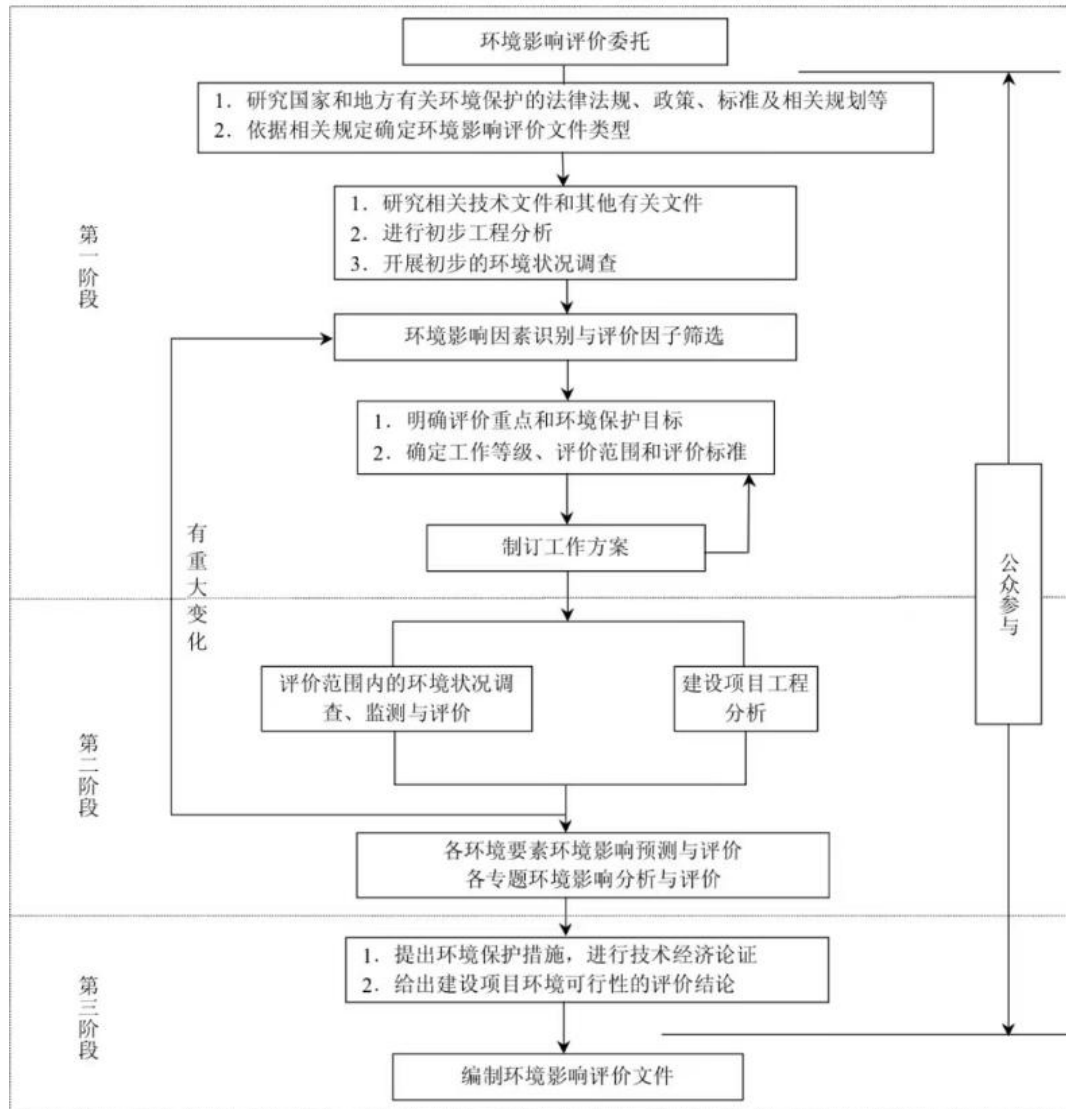 环境影响评价委托
1. 研究国家和地方有关环境保护的法律法规、政策、标准及相关规划等
2. 依据相关规定确定环境影响评价文件类型
1. 研究相关技术文件和其他有关文件
2. 进行初步工程分析
3. 开展初步的环境状况调查
第一阶段
环境影响因素识别与评价因子筛选
1. 明确评价重点和环境保护目标
2. 确定工作等级、评价范围和评价标准
制订工作方案
有重大变化
公众参与
评价范围内的环境状况调
查、监测与评价
建设项目工程
分析
第二阶段
各环境要素环境影响预测与评价
各专题环境影响分析与评价
1. 提出环境保护措施，进行技术经济论证
2. 给出建设项目环境可行性的评价结论
第三阶段
编制环境影响评价文件